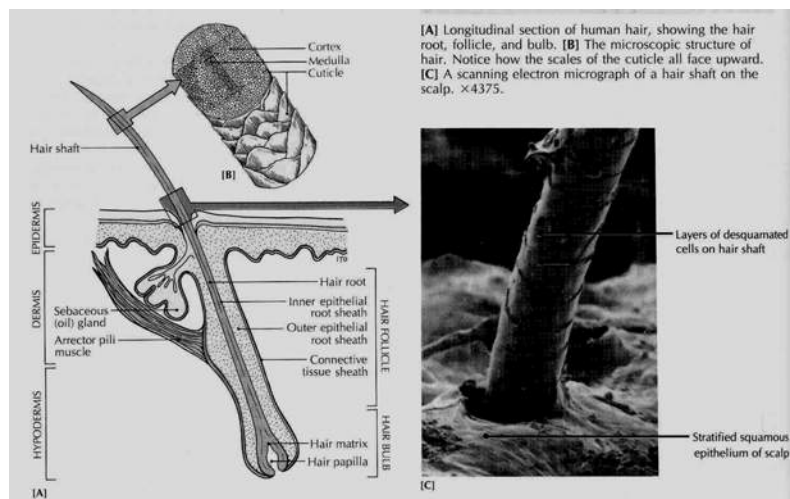 [A] Longitudinal section of human hair, showing the hair
root, follicle, and bulb. [B] The microscopic structure of
hair. Notice how the scales of the cuticle all face upward.
[C] A scanning electron micrograph of a hair shaft on the
scalp. ×4375.
Cortex
Medulla
Cuticle
[B]
Hair shaft
EPIDERMIS
DERMIS
HYPODERMIS
Sebaceous
(oil) gland
Arrector pili
muscle
Hair root
Inner epithelial
root sheath
Outer epithelial
root sheath
Connective
tissue sheath
HAIR FOLLICLE
Hair matrix
Hair papilla
HAIR BULB
[A]
Layers of desquamated
cells on hair shaft
Stratified squamous
epithelium of scalp
[C]